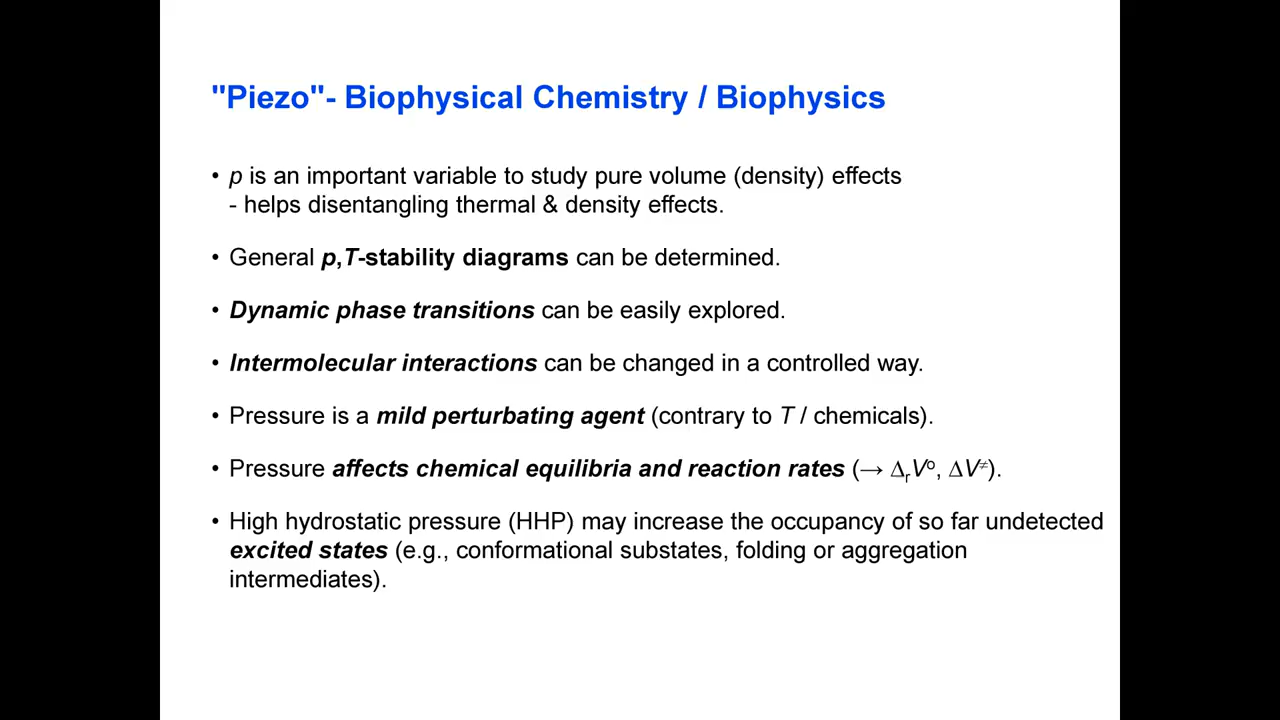 "Piezo"- Biophysical Chemistry / Biophysics
• p is an important variable to study pure volume (density) effects
- helps disentangling thermal & density effects.
• General p,T-stability diagrams can be determined.
• Dynamic phase transitions can be easily explored.
• Intermolecular interactions can be changed in a controlled way.
• Pressure is a mild perturbating agent (contrary to T / chemicals).
• Pressure affects chemical equilibria and reaction rates (→ ΔrVº, ΔV≠).
• High hydrostatic pressure (HHP) may increase the occupancy of so far undetected
excited states (e.g., conformational substates, folding or aggregation
intermediates).